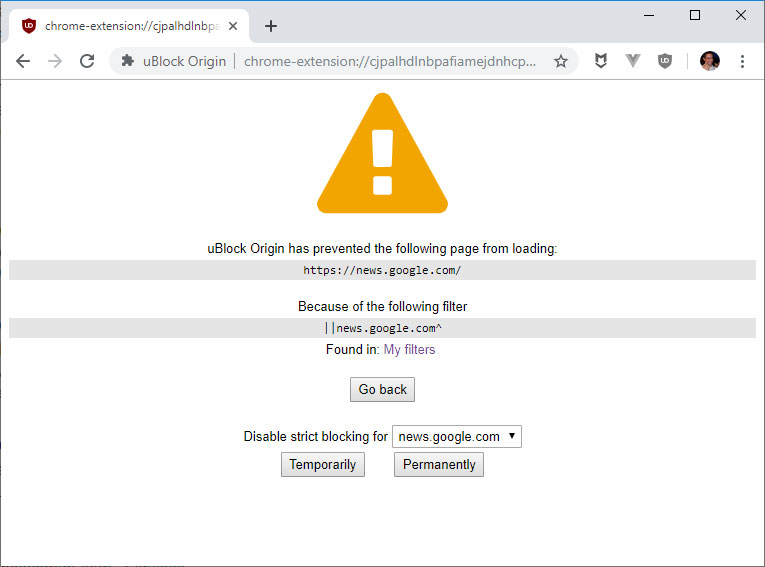 chrome-extension://cjpalhdlnbpa
uBlock Origin | chrome-extension://cjpalhdlnbpafiamejdnhcp...
uBlock Origin has prevented the following page from loading:
https://news.google.com/
Because of the following filter
||news.google.com^
Found in: My filters
Go back
Disable strict blocking for news.google.com
Temporarily Permanently